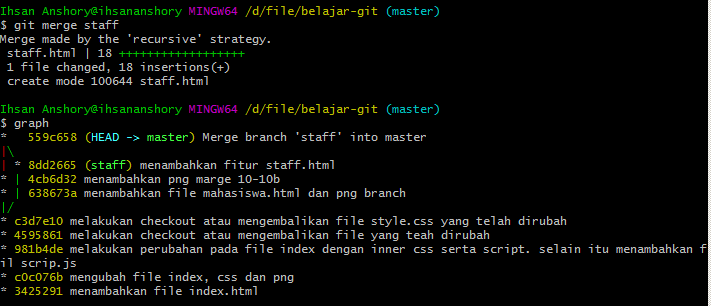 Ihsan Anshory@ihsananshory MINGW64 /d/file/belajar-git (master)
$ git merge staff
Merge made by the 'recursive' strategy.
 staff.html | 18 ++++++++++++++++++
 1 file changed, 18 insertions(+)
 create mode 100644 staff.html

Ihsan Anshory@ihsananshory MINGW64 /d/file/belajar-git (master)
$ graph
*   559c658 (HEAD -> master) Merge branch 'staff' into master
|\
| * 8dd2665 (staff) menambahkan fitur staff.html
* | 4cb6d32 menambahkan png marge 10-10b
* | 638673a menambahkan file mahasiswa.html dan png branch
|/
* c3d7e10 melakukan checkout atau mengembalikan file style.css yang telah dirubah
* 4595861 melakukan checkout atau mengembalikan file yang teah dirubah
* 981b4de melakukan perubahan pada file index dengan inner css serta script. selain itu menambahkan f
il scrip.js
* c0c076b mengubah file index, css dan png
* 3425291 menambahkan file index.html